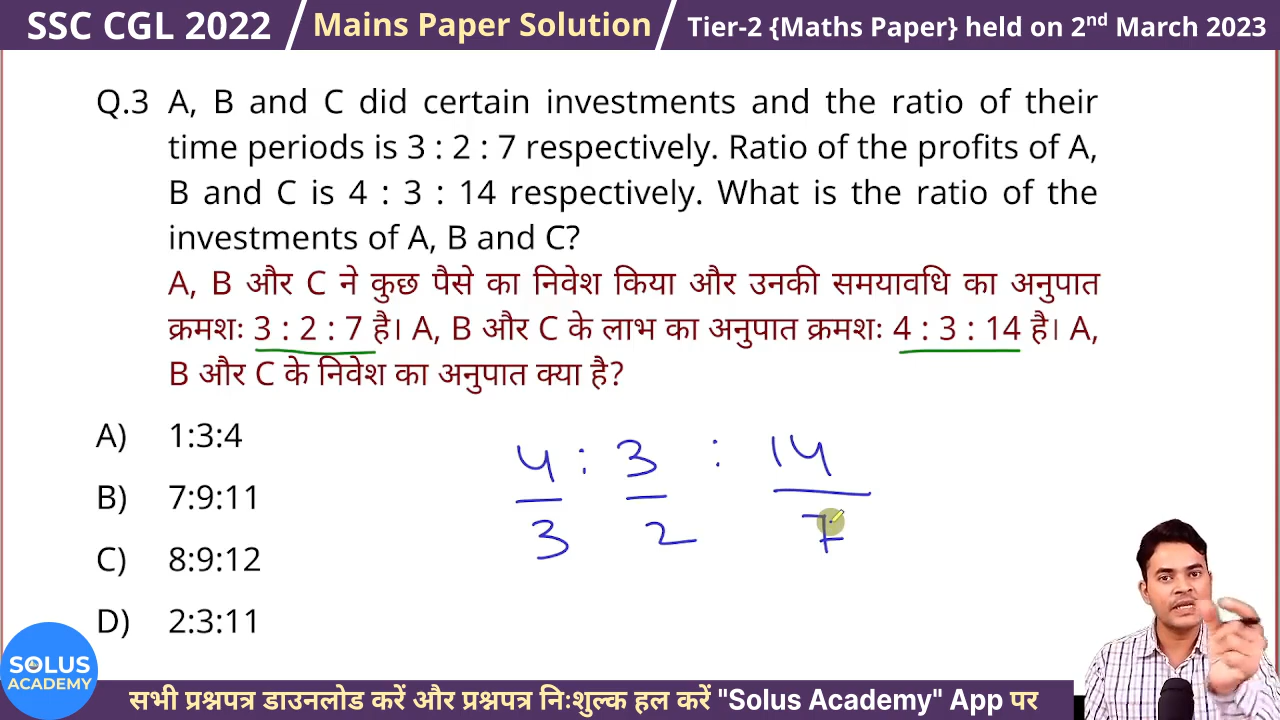 SSC CGL 2022 / Mains Paper Solution / Tier-2 {Maths Paper} held on 2nd March 2023
Q.3 A, B and C did certain investments and the ratio of their
time periods is 3 : 2 : 7 respectively. Ratio of the profits of A,
B and C is 4 : 3 : 14 respectively. What is the ratio of the
investments of A, B and C?
A, B और C ने कुछ पैसे का निवेश किया और उनकी समयावधि का अनुपात
क्रमशः 3 : 2 : 7 है। A, B और C के लाभ का अनुपात क्रमशः 4 : 3 : 14 है। A,
B और C के निवेश का अनुपात क्या है?
A) 1:3:4
B) 7:9:11
C) 8:9:12
D) 2:3:11
4 : 3 : 14
3 2 7
SOLUS
ACADEMY
सभी प्रश्नपत्र डाउनलोड करें और प्रश्नपत्र निःशुल्क हल करें "Solus Academy" App पर